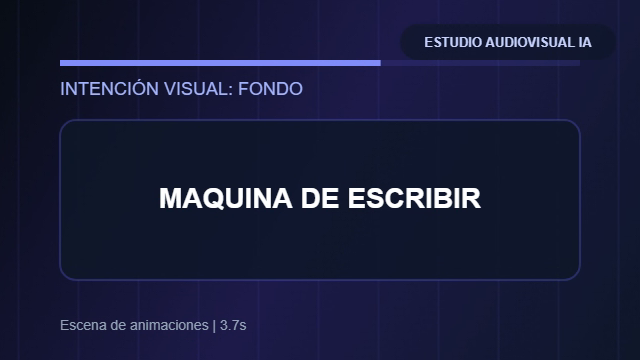 ESTUDIO AUDIOVISUAL IA
INTENCIÓN VISUAL: FONDO
MAQUINA DE ESCRIBIR
Escena de animaciones | 3.7s